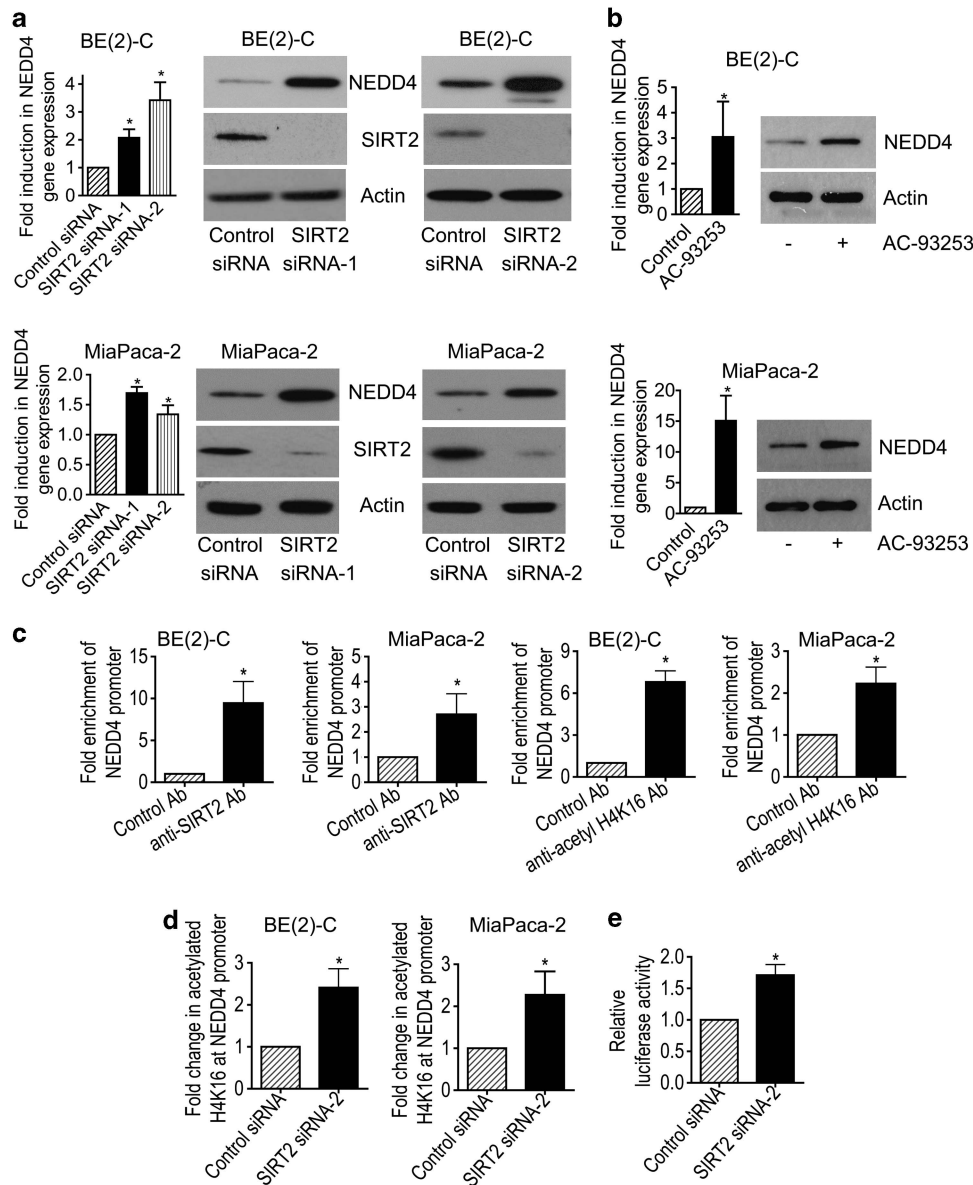 a
BE(2)-C
Fold induction in NEDD4
gene expression
4
3
2
1
0
*
*
Control siRNA
SIRT2 siRNA-1
SIRT2 siRNA-2
BE(2)-C
BE(2)-C
NEDD4
SIRT2
Actin
Control siRNA
SIRT2 siRNA-1
Control siRNA
SIRT2 siRNA-2
MiaPaca-2
Fold induction in NEDD4
gene expression
2.0
1.5
1.0
0.5
0.0
*
*
Control siRNA
SIRT2 siRNA-1
SIRT2 siRNA-2
MiaPaca-2
MiaPaca-2
NEDD4
SIRT2
Actin
Control siRNA
SIRT2 siRNA-1
Control siRNA
SIRT2 siRNA-2
b
BE(2)-C
Fold induction in NEDD4
gene expression
5
4
3
2
1
0
*
Control
AC-93253
NEDD4
Actin
- + AC-93253
MiaPaca-2
Fold induction in NEDD4
gene expression
20
15
10
5
0
*
Control
AC-93253
NEDD4
Actin
- + AC-93253
c
BE(2)-C
Fold enrichment of
NEDD4 promoter
15
10
5
0
*
Control Ab
anti-SIRT2 Ab
MiaPaca-2
Fold enrichment of
NEDD4 promoter
5
4
3
2
1
0
*
Control Ab
anti-SIRT2 Ab
BE(2)-C
Fold enrichment of
NEDD4 promoter
9
6
3
0
*
Control Ab
anti-acetyl H4K16 Ab
MiaPaca-2
Fold enrichment of
NEDD4 promoter
3
2
1
0
*
Control Ab
anti-acetyl H4K16 Ab
d
BE(2)-C
Fold change in acetylated
H4K16 at NEDD4 promoter
3
2
1
0
*
Control siRNA
SIRT2 siRNA-2
MiaPaca-2
Fold change in acetylated
H4K16 at NEDD4 promoter
3
2
1
0
*
Control siRNA
SIRT2 siRNA-2
e
Relative
luciferase activity
2.0
1.5
1.0
0.5
0.0
*
Control siRNA
SIRT2 siRNA-2